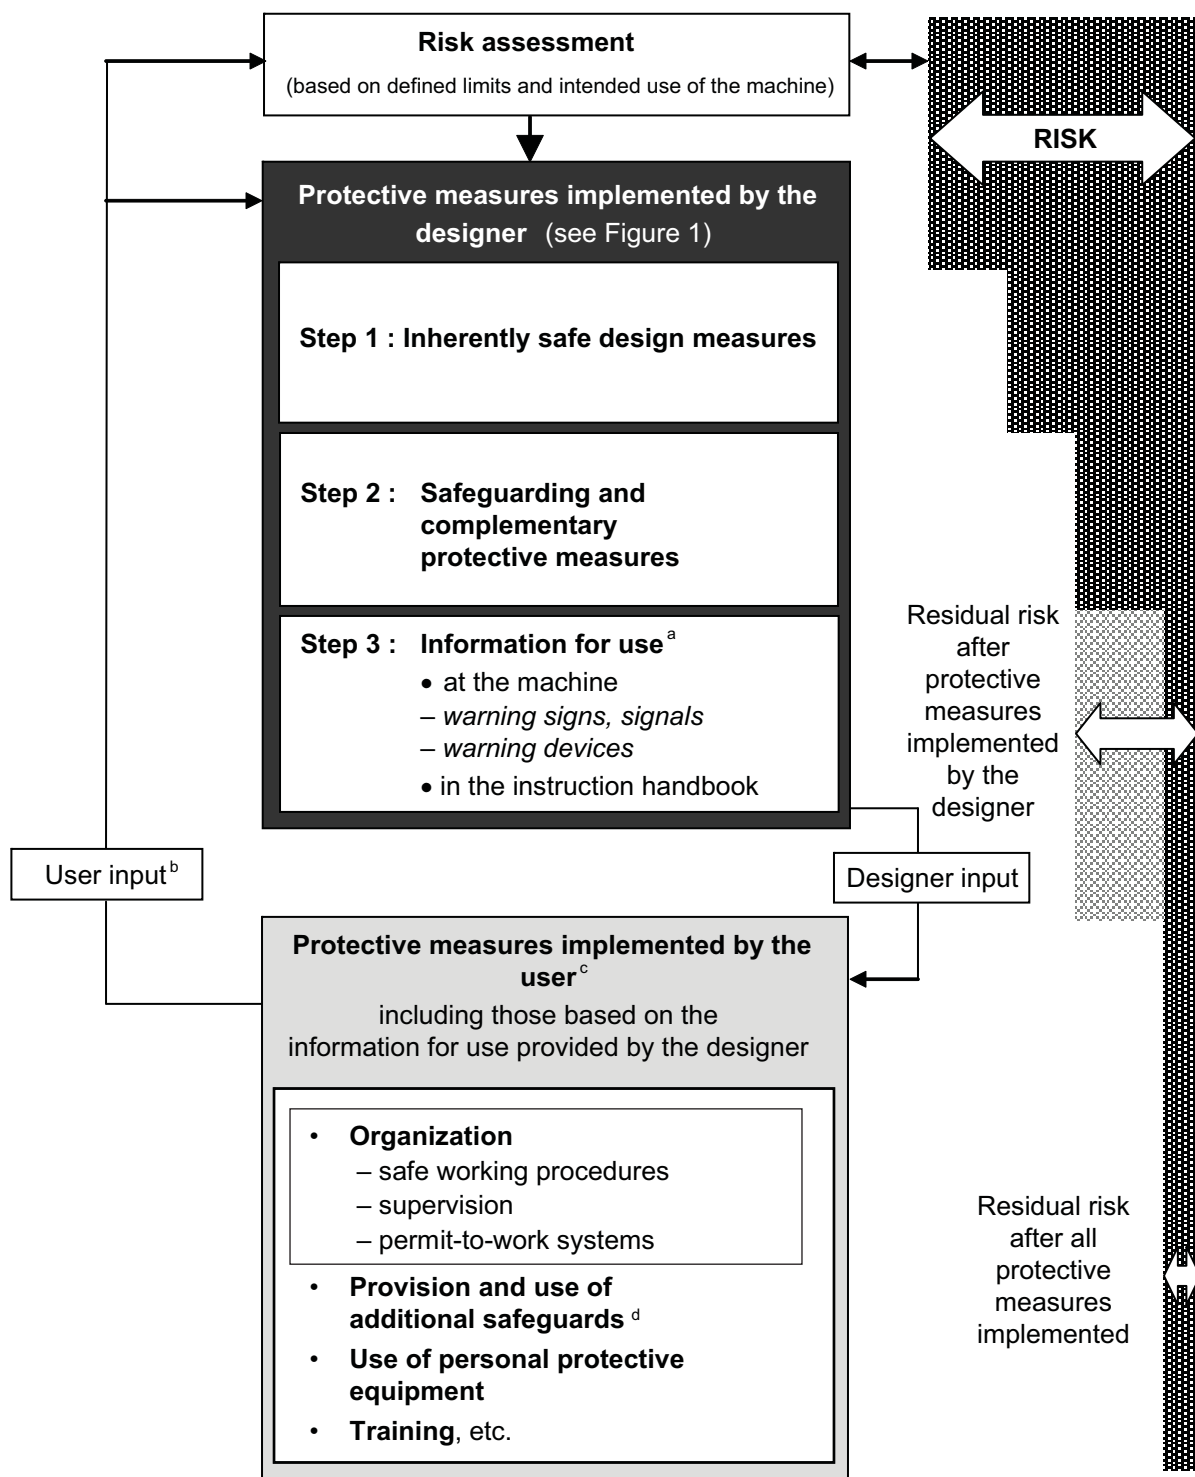 Risk assessment
(based on defined limits and intended use of the machine)
RISK
Protective measures implemented by the
designer (see Figure 1)
Step 1 : Inherently safe design measures
Step 2 : Safeguarding and
complementary
protective measures
Step 3 : Information for use a
• at the machine
– warning signs, signals
– warning devices
• in the instruction handbook
Residual risk
after
protective
measures
implemented
by the
designer
User input b
Designer input
Protective measures implemented by the
user c
including those based on the
information for use provided by the designer
• Organization
– safe working procedures
– supervision
– permit-to-work systems
• Provision and use of
additional safeguards d
• Use of personal protective
equipment
• Training, etc.
Residual risk
after all
protective
measures
implemented